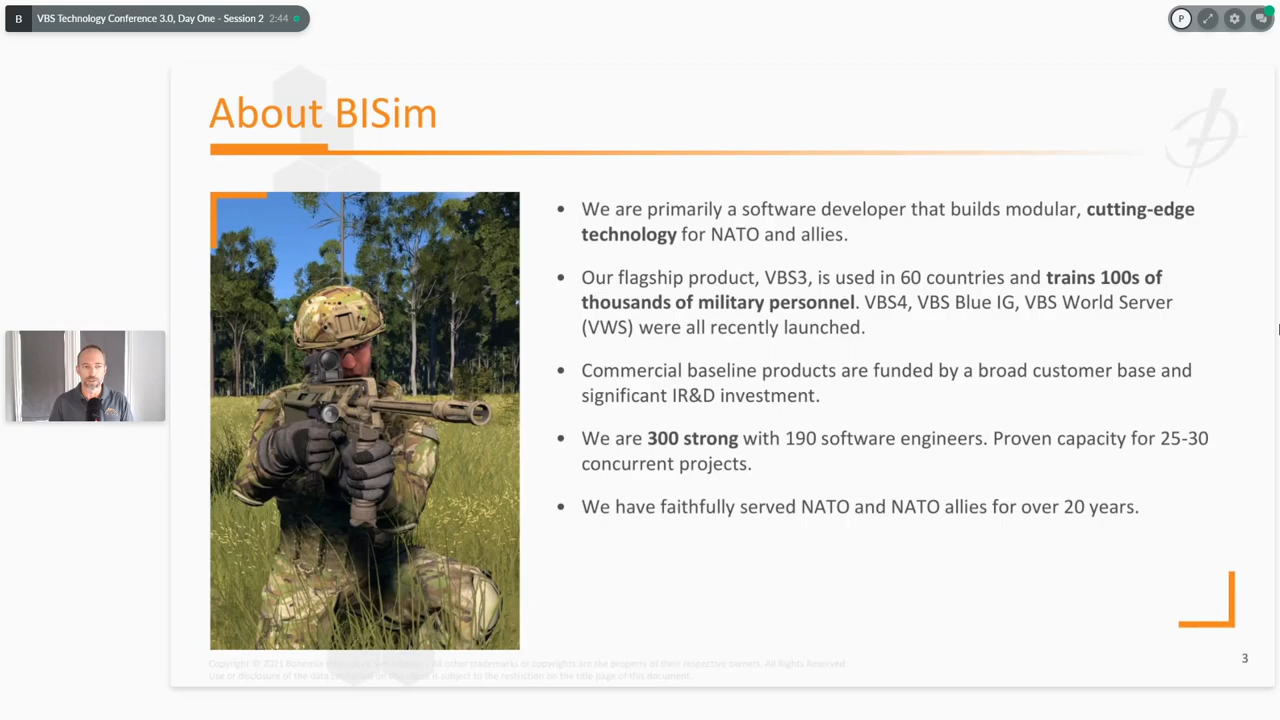 B
VBS Technology Conference 3.0, Day One - Session 2 2:44
P
About BISim
• We are primarily a software developer that builds modular, cutting-edge
technology for NATO and allies.
• Our flagship product, VBS3, is used in 60 countries and trains 100s of
thousands of military personnel. VBS4, VBS Blue IG, VBS World Server
(VWS) were all recently launched.
• Commercial baseline products are funded by a broad customer base and
significant IR&D investment.
• We are 300 strong with 190 software engineers. Proven capacity for 25-30
concurrent projects.
• We have faithfully served NATO and NATO allies for over 20 years.
3
Copyright © 2021 Bohemia All other trademarks or copyrights are the property of their respective owners. All Rights Reserved.
Use or disclosure of the data is subject to the restriction on the title page of this document.